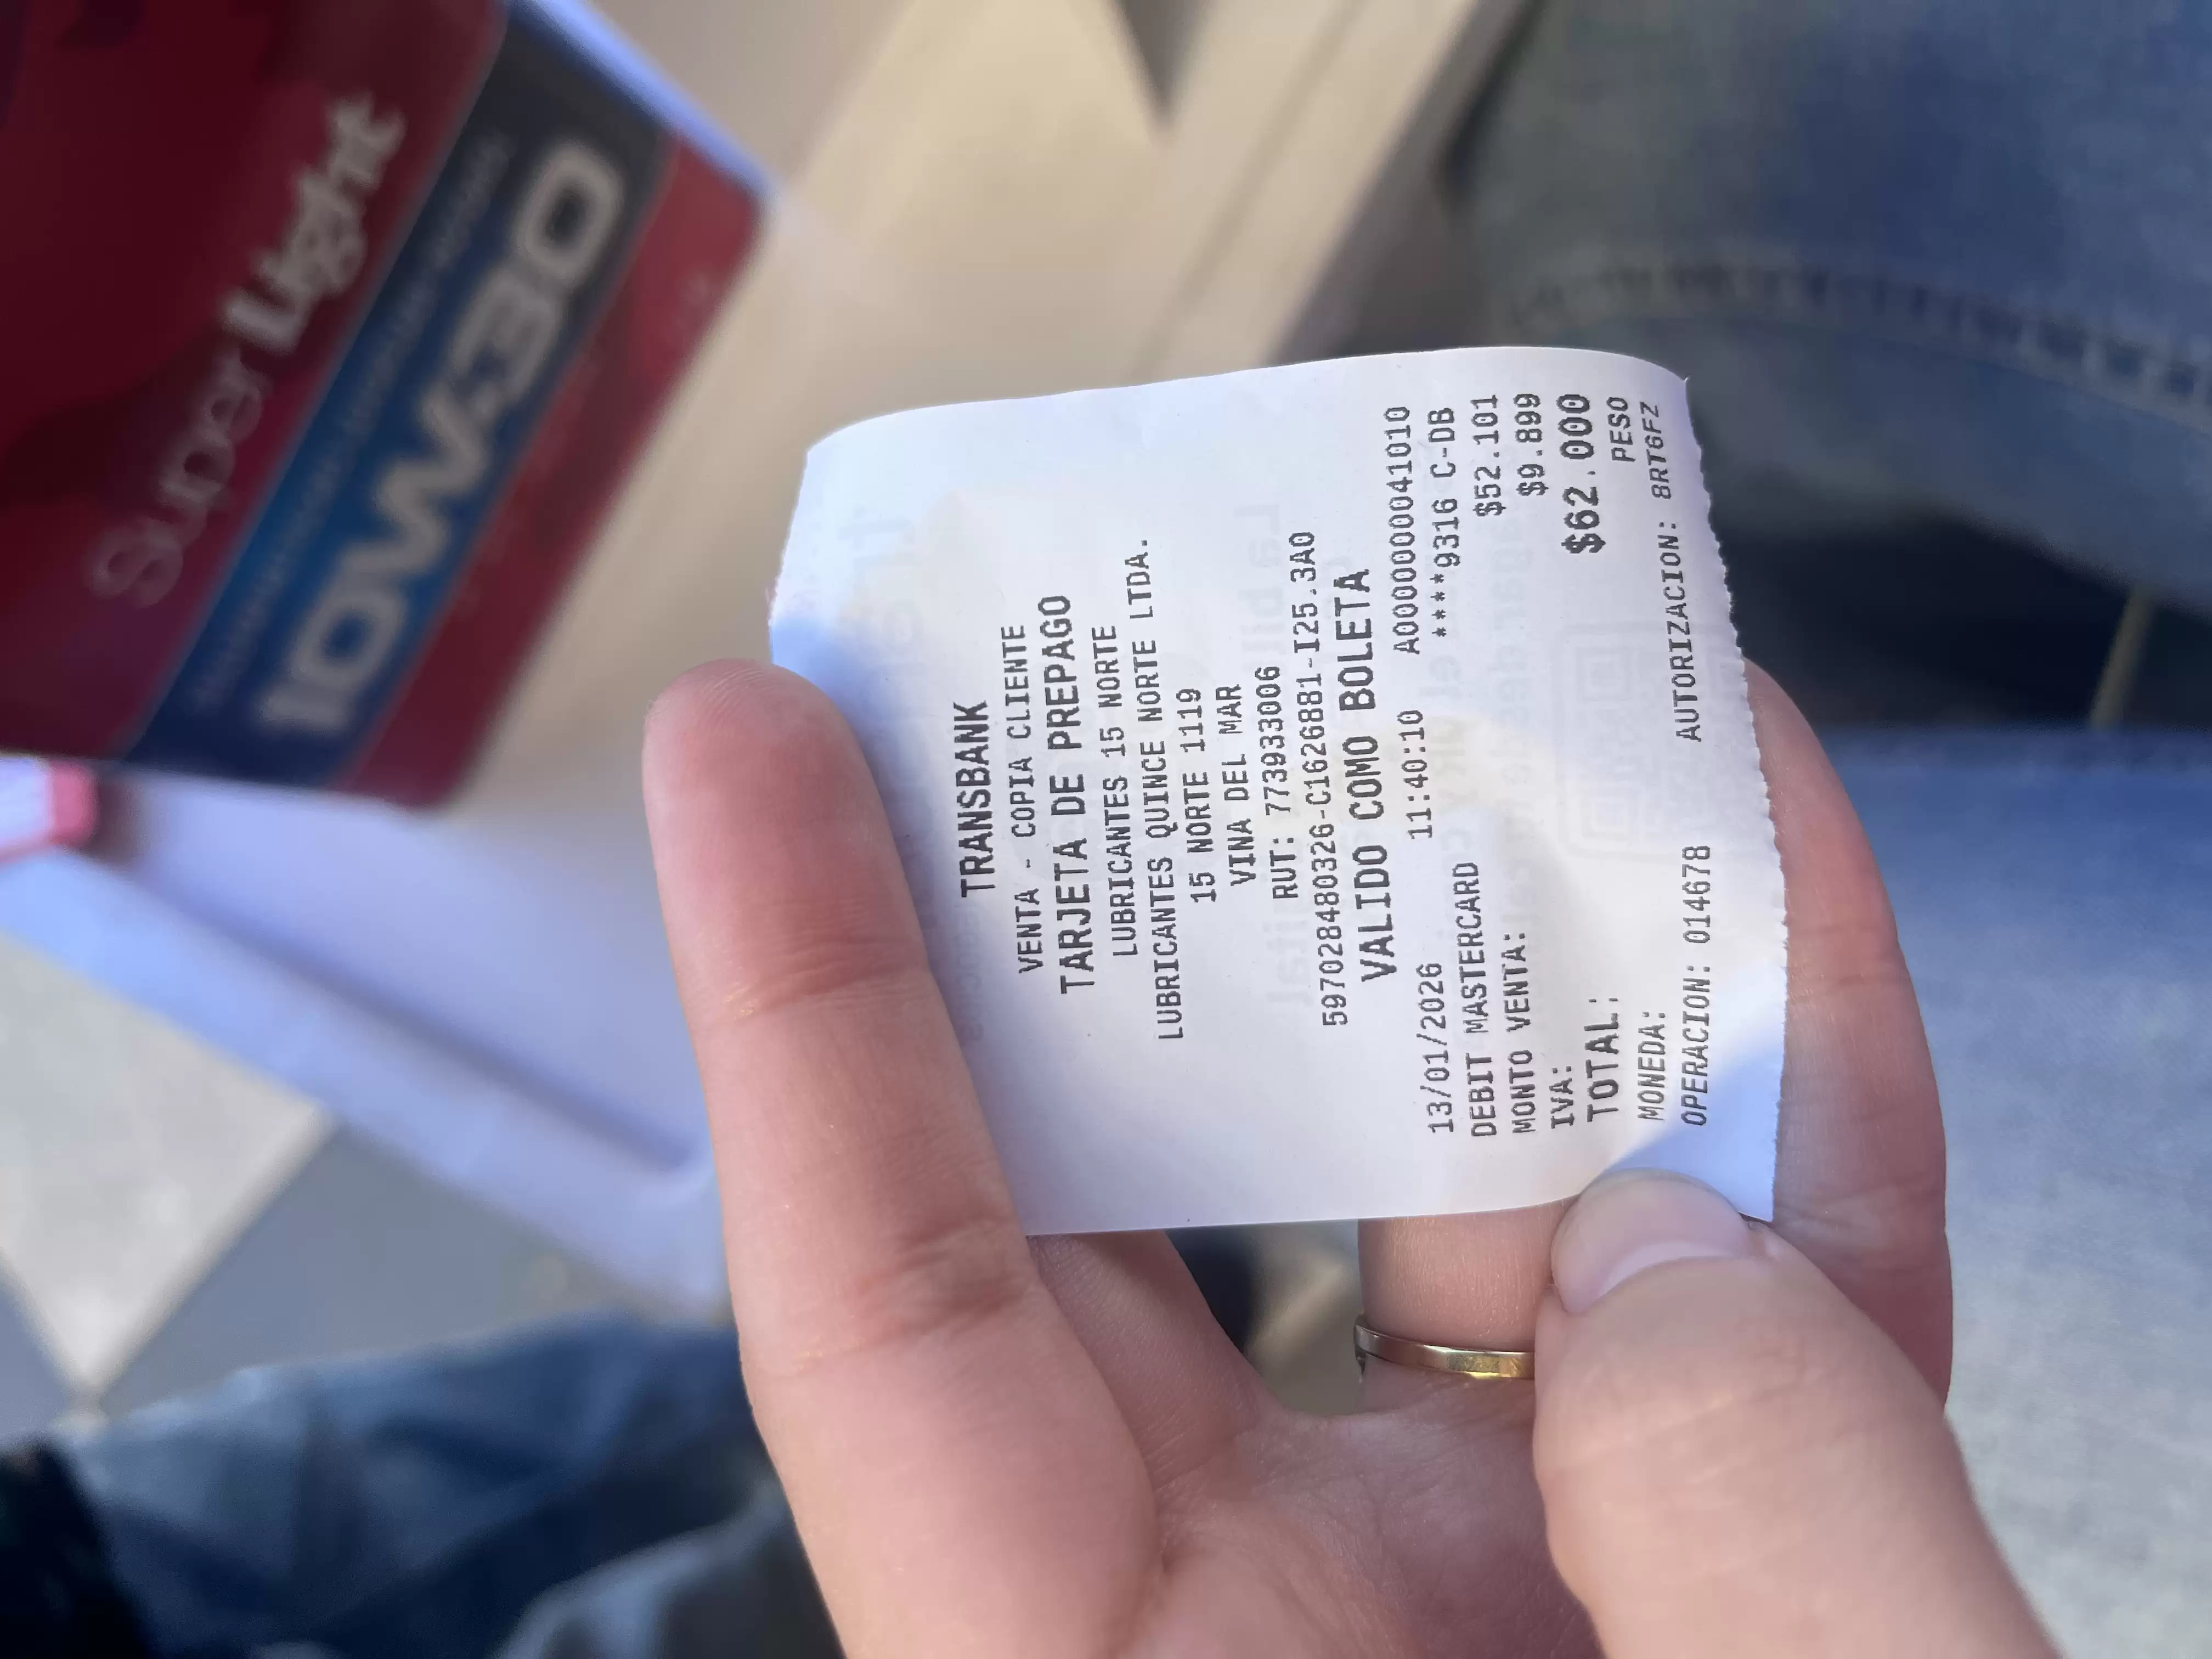 Super Light
10W30
TRANSBANK
VENTA - COPIA CLIENTE
TARJETA DE PREPAGO
LUBRICANTES 15 NORTE
LUBRICANTES QUINCE NORTE LTDA.
15 NORTE 1119
VINA DEL MAR
RUT: 773933006
597028480326-C1626881-I25.3A0
VALIDO COMO BOLETA
13/01/2026 11:40:10 A0000000041010
DEBIT MASTERCARD ****9316 C-DB
MONTO VENTA: $52.101
IVA: $9.899
TOTAL: $62.000
MONEDA: PESO
OPERACION: 014678 AUTORIZACION: 8RT6FZ